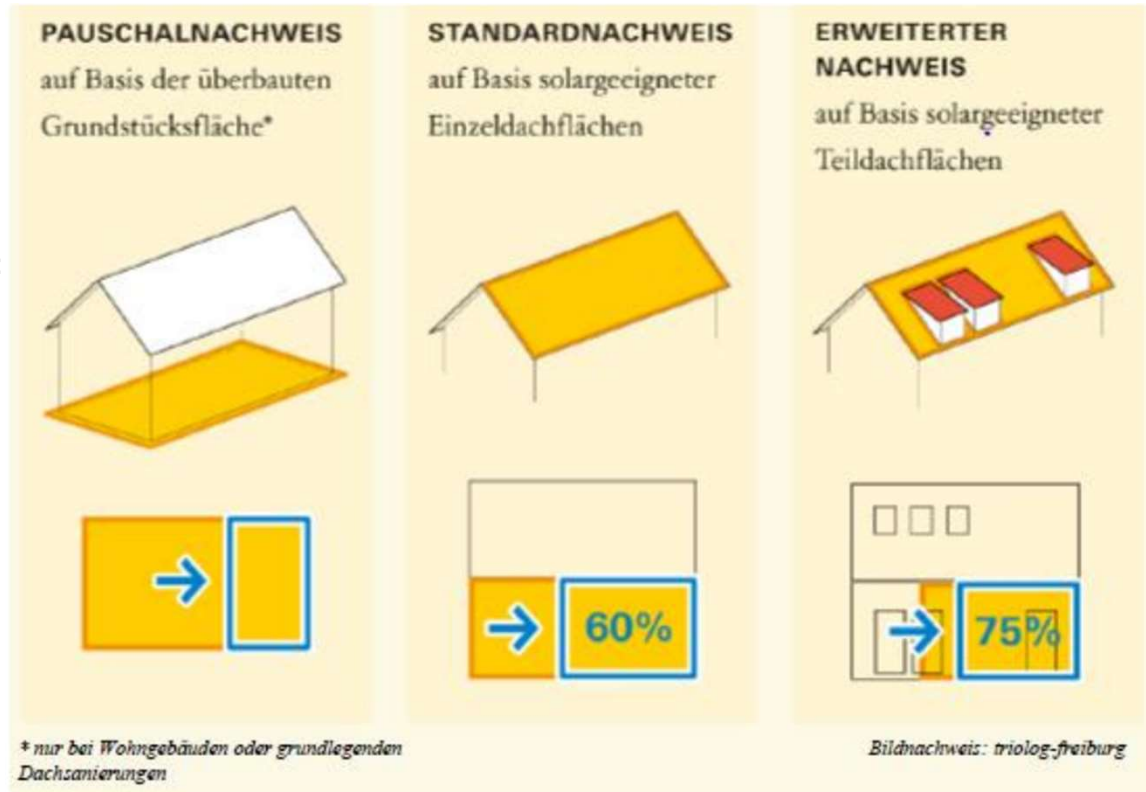 PAUSCHALNACHWEIS
auf Basis der überbauten
Grundstücksfläche*
STANDARDNACHWEIS
auf Basis solargeeigneter
Einzeldachflächen
60%
ERWEITERTER
NACHWEIS
auf Basis solargeeigneter
Teildachflächen
75%
* nur bei Wohngebäuden oder grundlegenden
Dachsanierungen
Bildnachweis: triolog-freiburg